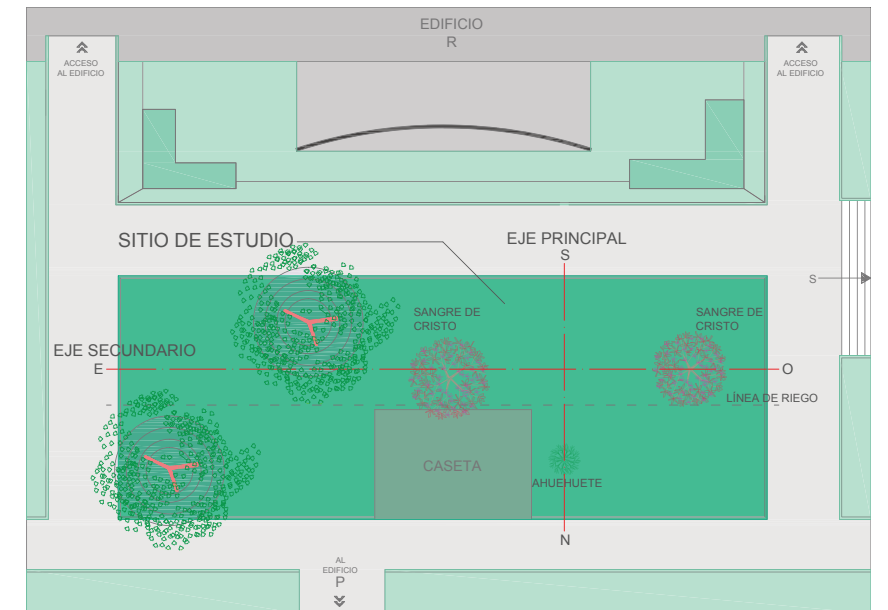 EDIFICIO
R
ACCESO
AL EDIFICIO
ACCESO
AL EDIFICIO
SITIO DE ESTUDIO
EJE PRINCIPAL
S
S
SANGRE DE
CRISTO
SANGRE DE
CRISTO
EJE SECUNDARIO
E
O
LÍNEA DE RIEGO
CASETA
AHUEHUETE
N
AL
EDIFICIO
P